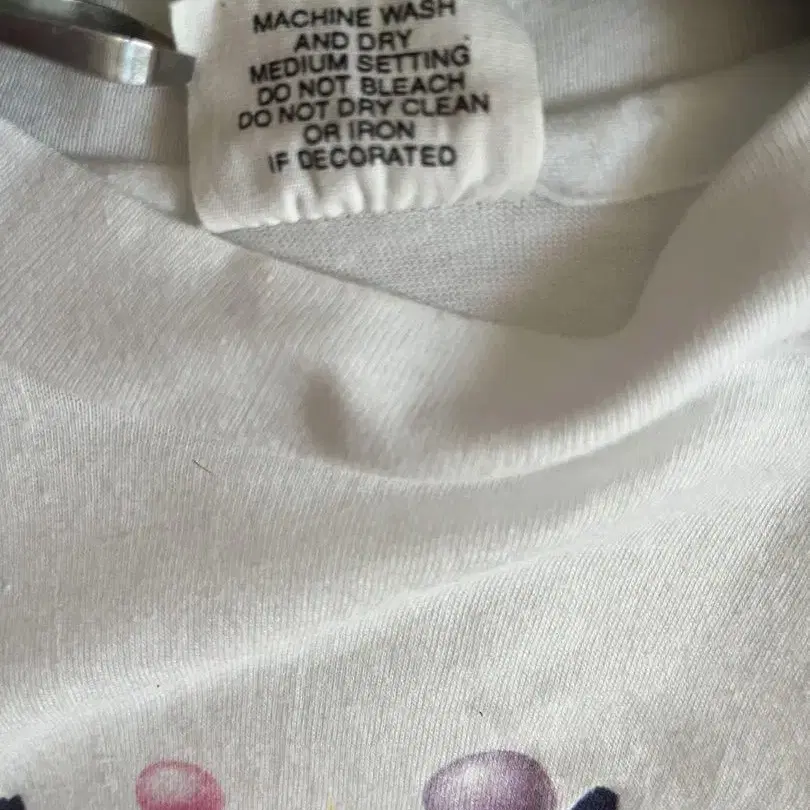 MACHINE WASH
AND DRY
MEDIUM SETTING
DO NOT BLEACH
DO NOT DRY CLEAN
OR IRON
IF DECORATED